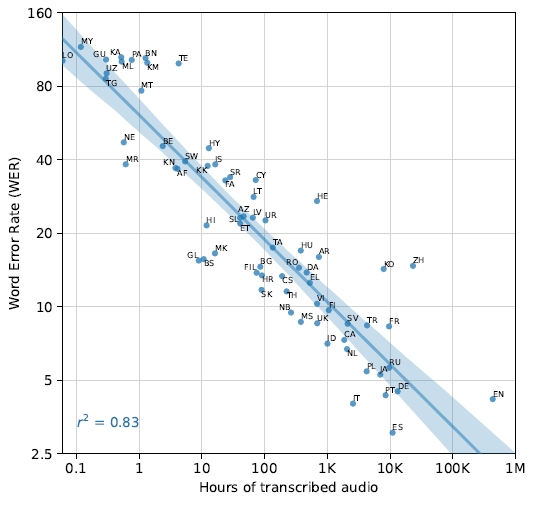 160
MY
LO
GU
KA
PA
BN
TE
ML
KM
UZ
TG
80
MT
NE
BE
HY
MR
KN
SW
AF
KK
IS
40
SR
FA
CY
LT
HE
AZ
LV
UR
SL
ET
HI
20
TA
GL
BS
MK
HU
AR
FIL
BG
RO
DA
KO
ZH
HR
CS
EL
SK
TH
VI
FI
10
NB
MS
UK
SV
TR
FR
ID
CA
NL
PL
JA
RU
5
IT
PT
DE
EN
ES
2.5
Word Error Rate (WER)
r² = 0.83
0.1 1 10 100 1K 10K 100K 1M
Hours of transcribed audio